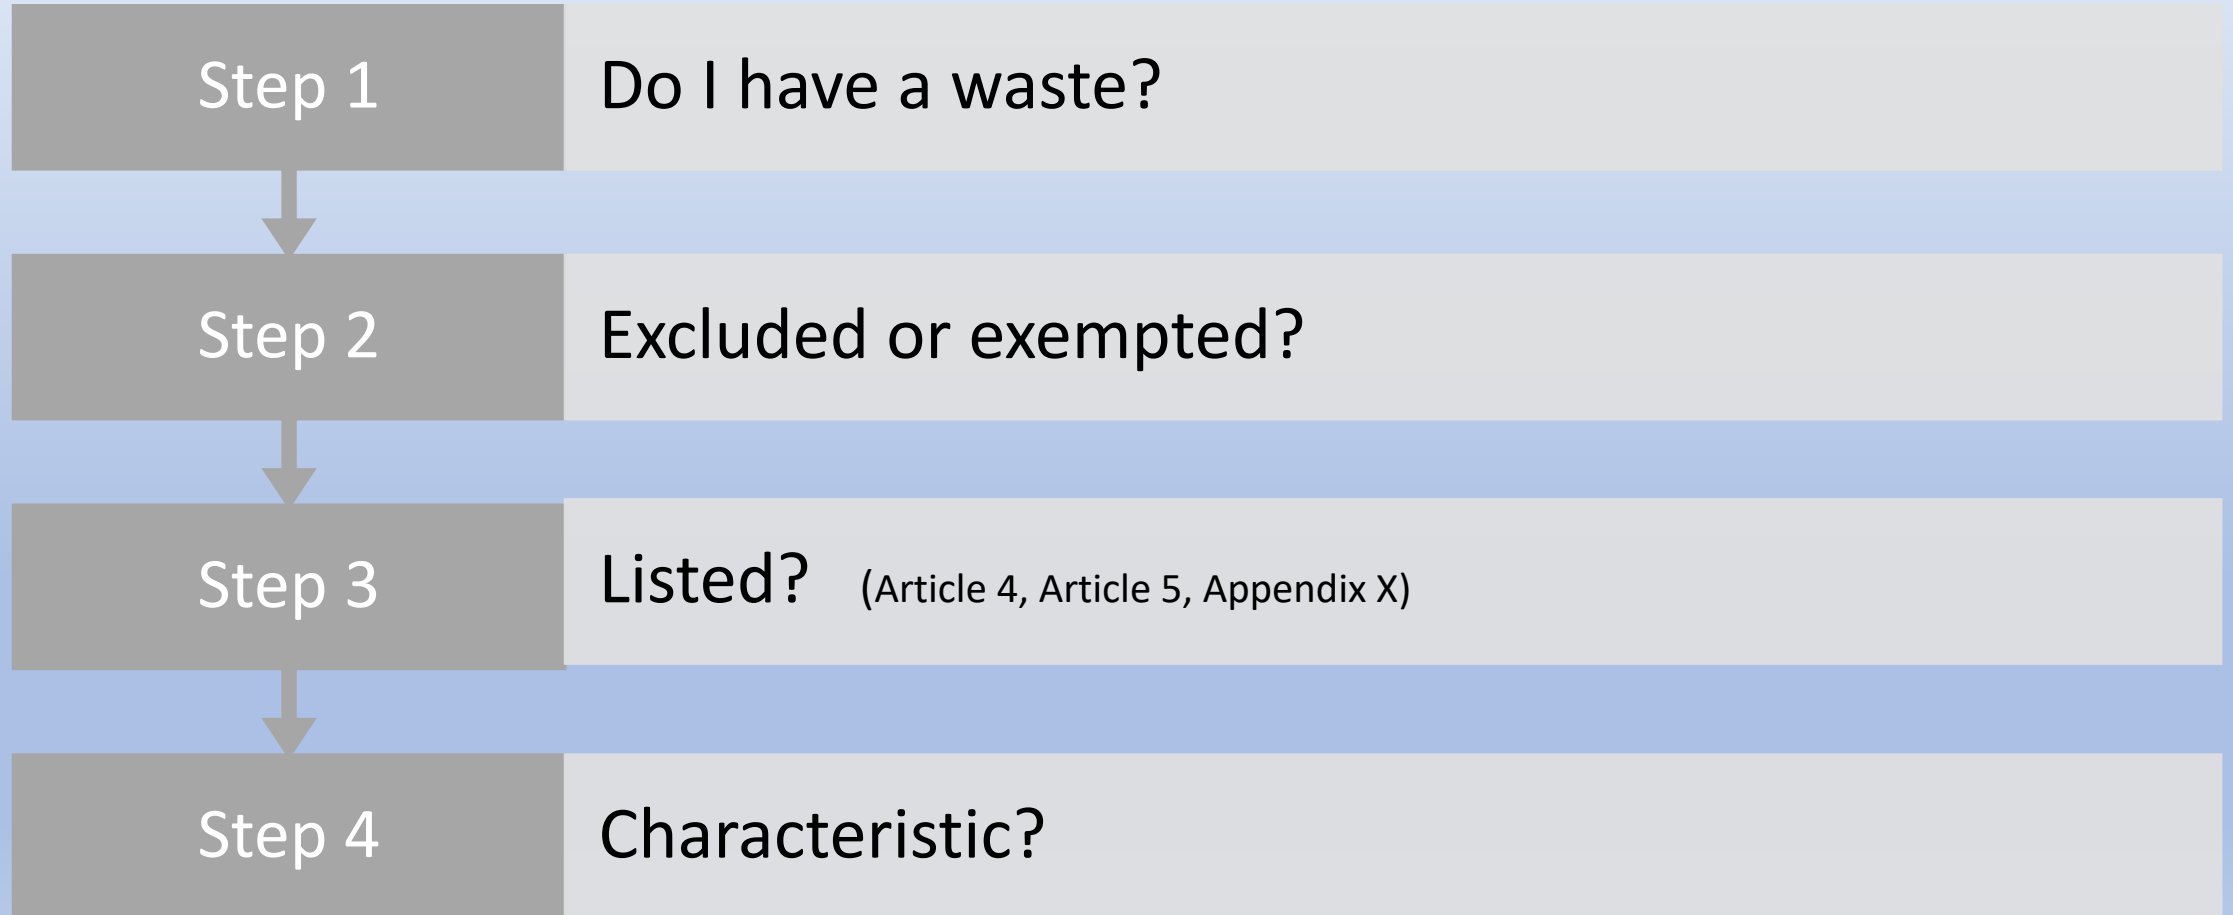 Step 1
Do I have a waste?
Step 2
Excluded or exempted?
Step 3
Listed? (Article 4, Article 5, Appendix X)
Step 4
Characteristic?